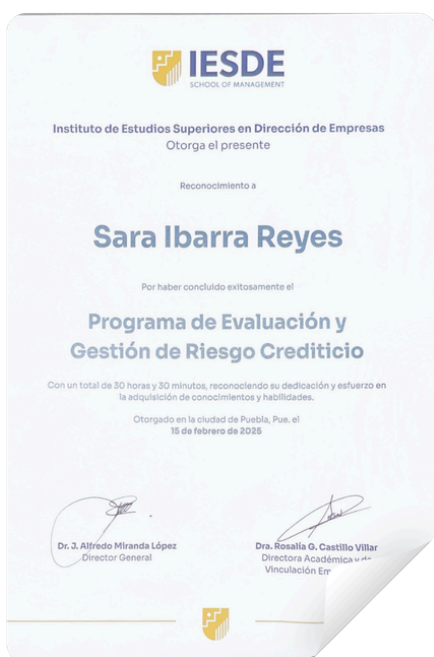 IESDE
SCHOOL OF MANAGEMENT
Instituto de Estudios Superiores en Dirección de Empresas
Otorga el presente
Reconocimiento a
Sara Ibarra Reyes
Por haber concluido exitosamente el
Programa de Evaluación y
Gestión de Riesgo Crediticio
Con un total de 30 horas y 30 minutos, reconociendo su dedicación y esfuerzo en
la adquisición de conocimientos y habilidades.
Otorgado en la ciudad de Puebla, Pue. el
15 de febrero de 2025
Dr. J. Alfredo Miranda López
Director General
Dra. Rosalía G. Castillo Villar
Directora Académica y de
Vinculación